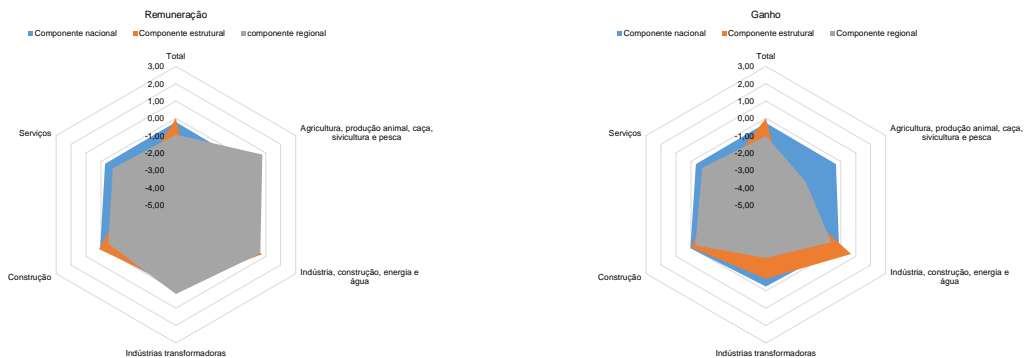 Remuneração
Componente nacional Componente estrutural componente regional
Total
3,00
2,00
1,00
0,00
-1,00
-2,00
-3,00
-4,00
-5,00
Agricultura, produção animal, caça,
sivicultura e pesca
Indústria, construção, energia e
água
Indústrias transformadoras
Construção
Serviços
Ganho
Componente nacional Componente estrutural Componente regional
Total
3,00
2,00
1,00
0,00
-1,00
-2,00
-3,00
-4,00
-5,00
Agricultura, produção animal, caça,
sivicultura e pesca
Indústria, construção, energia e
água
Indústrias transformadoras
Construção
Serviços